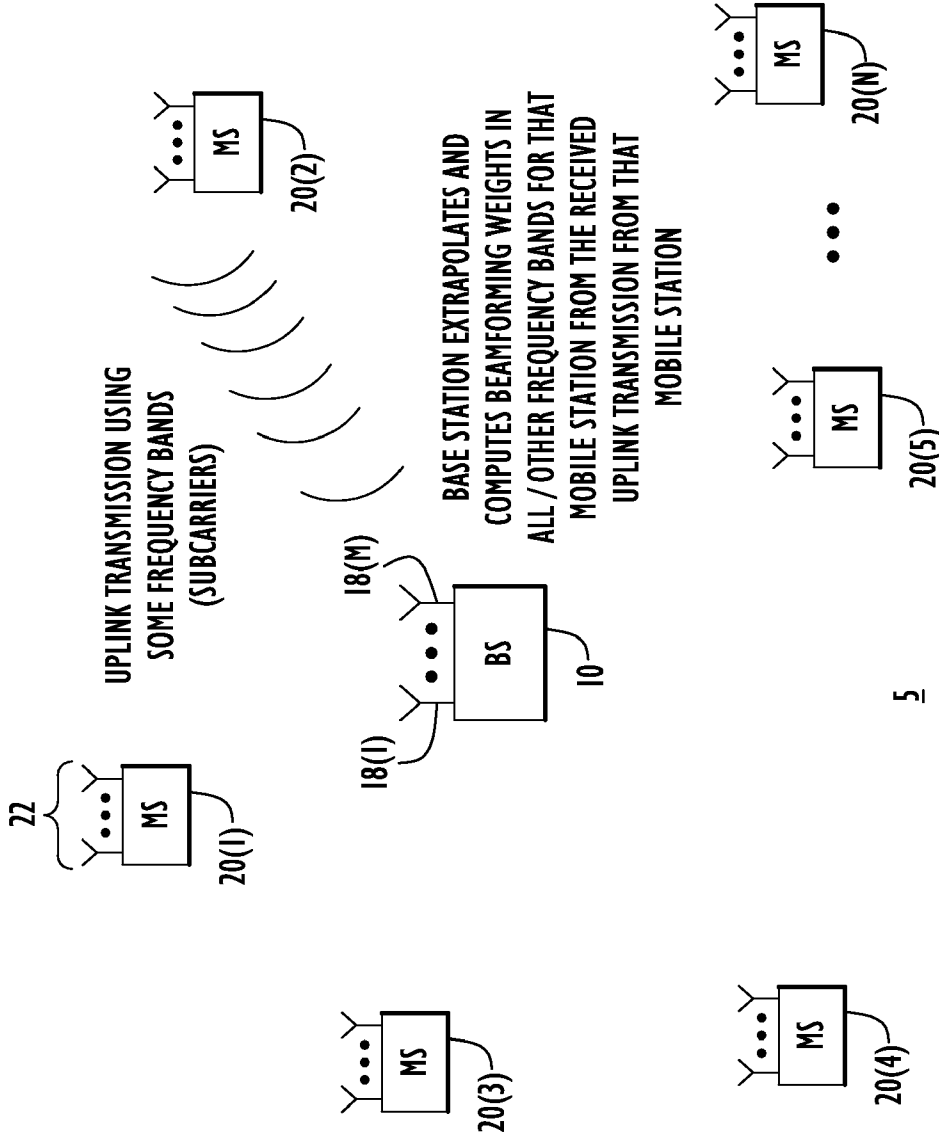 22
MS
20(1)
UPLINK TRANSMISSION USING
SOME FREQUENCY BANDS
(SUBCARRIERS)
MS
20(2)
MS
20(3)
18(1)
18(M)
BS
10
BASE STATION EXTRAPOLATES AND
COMPUTES BEAMFORMING WEIGHTS IN
ALL / OTHER FREQUENCY BANDS FOR THAT
MOBILE STATION FROM THE RECEIVED
UPLINK TRANSMISSION FROM THAT
MOBILE STATION
MS
20(4)
MS
20(5)
MS
20(N)
5